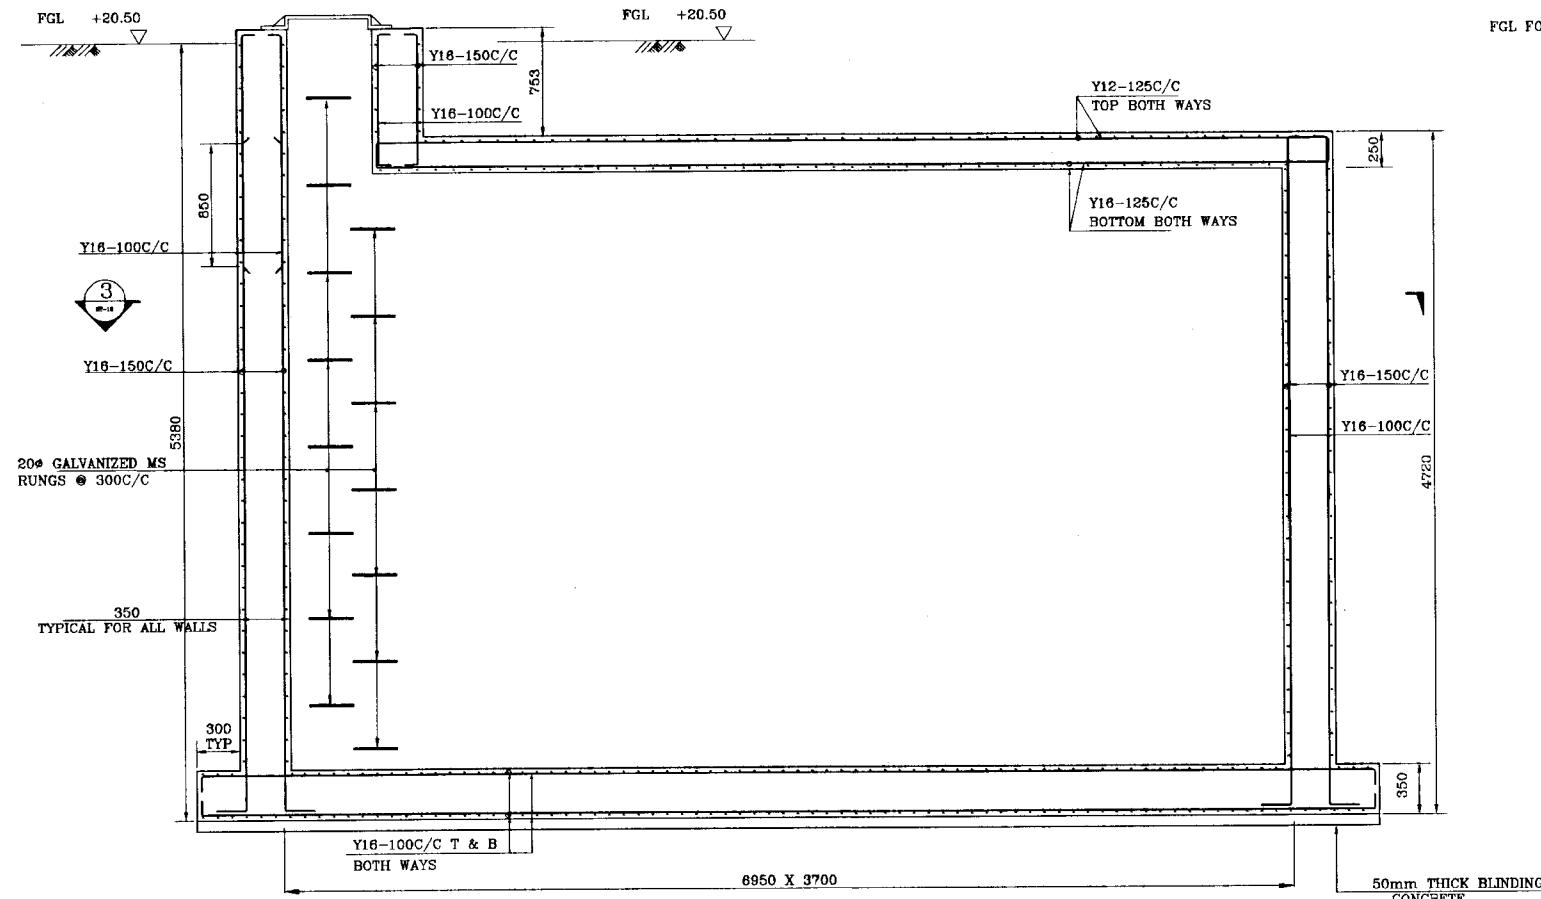 FGL +20.50
FGL +20.50
FGL FO
Y16-150C/C
753
Y16-100C/C
Y12-125C/C
TOP BOTH WAYS
250
850
Y16-125C/C
BOTTOM BOTH WAYS
Y16-100C/C
3
Y16-150C/C
Y16-150C/C
5380
Y16-100C/C
4720
20ø GALVANIZED MS
RUNGS @ 300C/C
350
TYPICAL FOR ALL WALLS
300
TYP
350
Y16-100C/C T & B
BOTH WAYS
6950 X 3700
50mm THICK BLINDING
CONCRETE